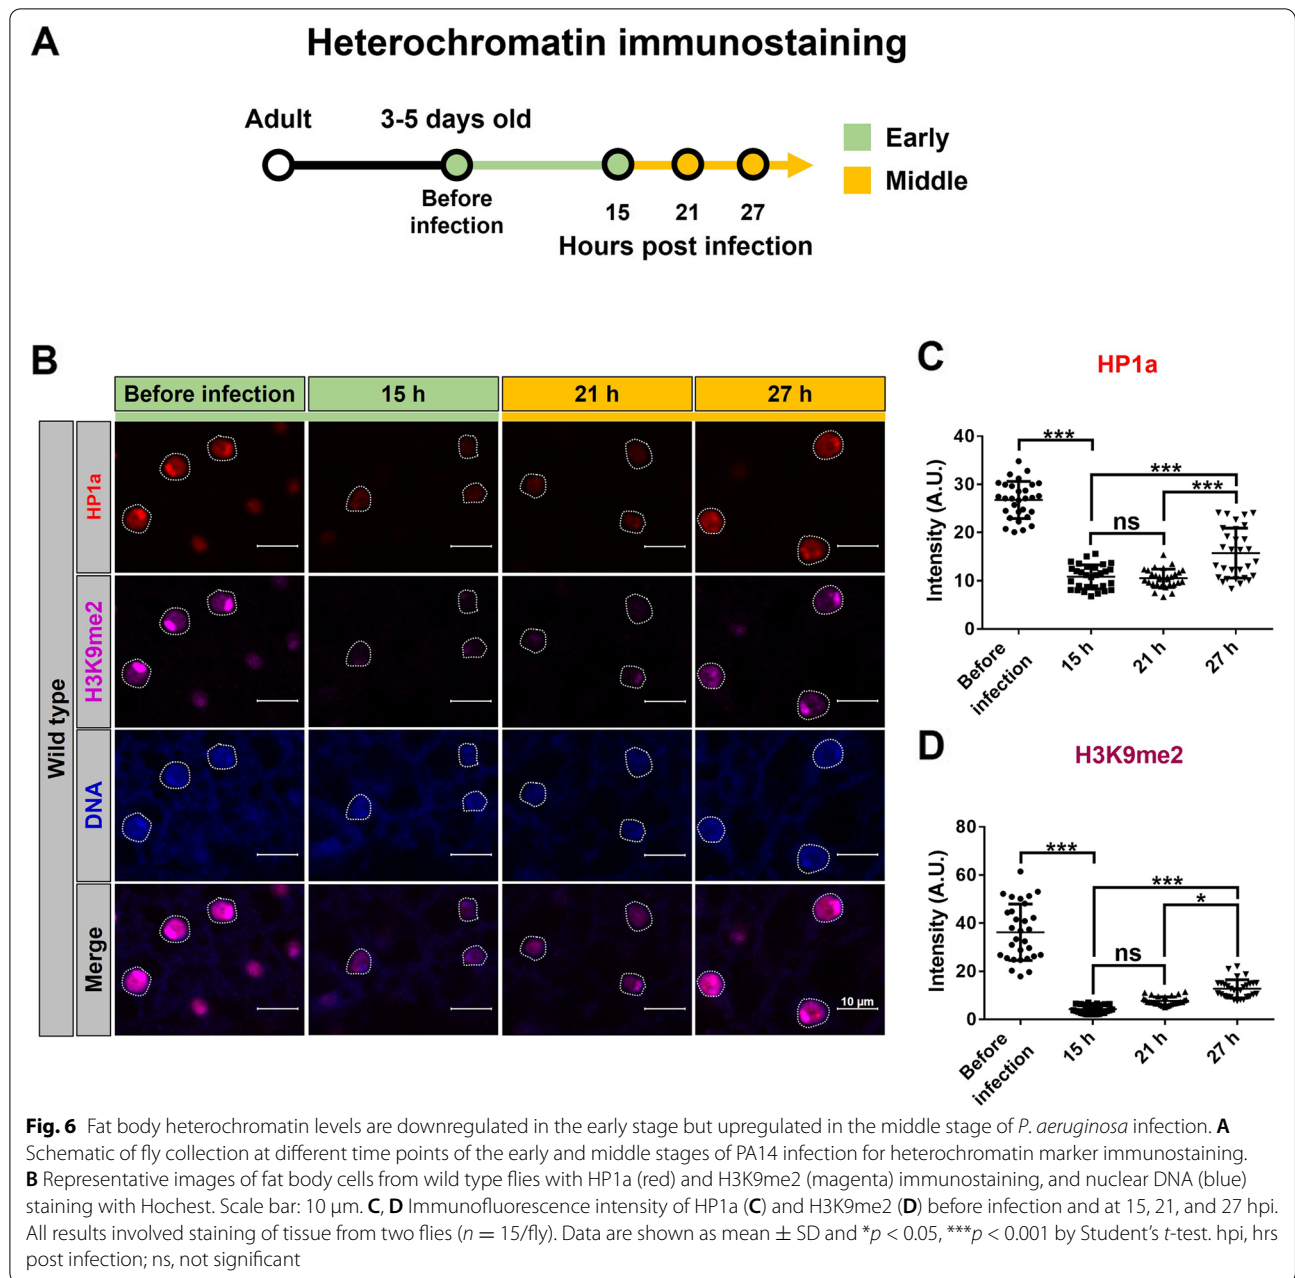 A
Heterochromatin immunostaining
Adult
3-5 days old
Before
infection
15
21
27
Hours post infection
Early
Middle
B
Before infection
15 h
21 h
27 h
Wild type
HP1a
H3K9me2
DNA
Merge
10 µm
C
HP1a
Intensity (A.U.)
40
30
20
10
0
***
***
***
ns
Before
infection
15 h
21 h
27 h
D
H3K9me2
Intensity (A.U.)
80
60
40
20
0
***
***
*
ns
Before
infection
15 h
21 h
27 h
Fig. 6 Fat body heterochromatin levels are downregulated in the early stage but upregulated in the middle stage of P. aeruginosa infection. A
Schematic of fly collection at different time points of the early and middle stages of PA14 infection for heterochromatin marker immunostaining.
B Representative images of fat body cells from wild type flies with HP1a (red) and H3K9me2 (magenta) immunostaining, and nuclear DNA (blue)
staining with Hochest. Scale bar: 10 µm. C, D Immunofluorescence intensity of HP1a (C) and H3K9me2 (D) before infection and at 15, 21, and 27 hpi.
All results involved staining of tissue from two flies (n = 15/fly). Data are shown as mean ± SD and *p < 0.05, ***p < 0.001 by Student's t-test. hpi, hrs
post infection; ns, not significant